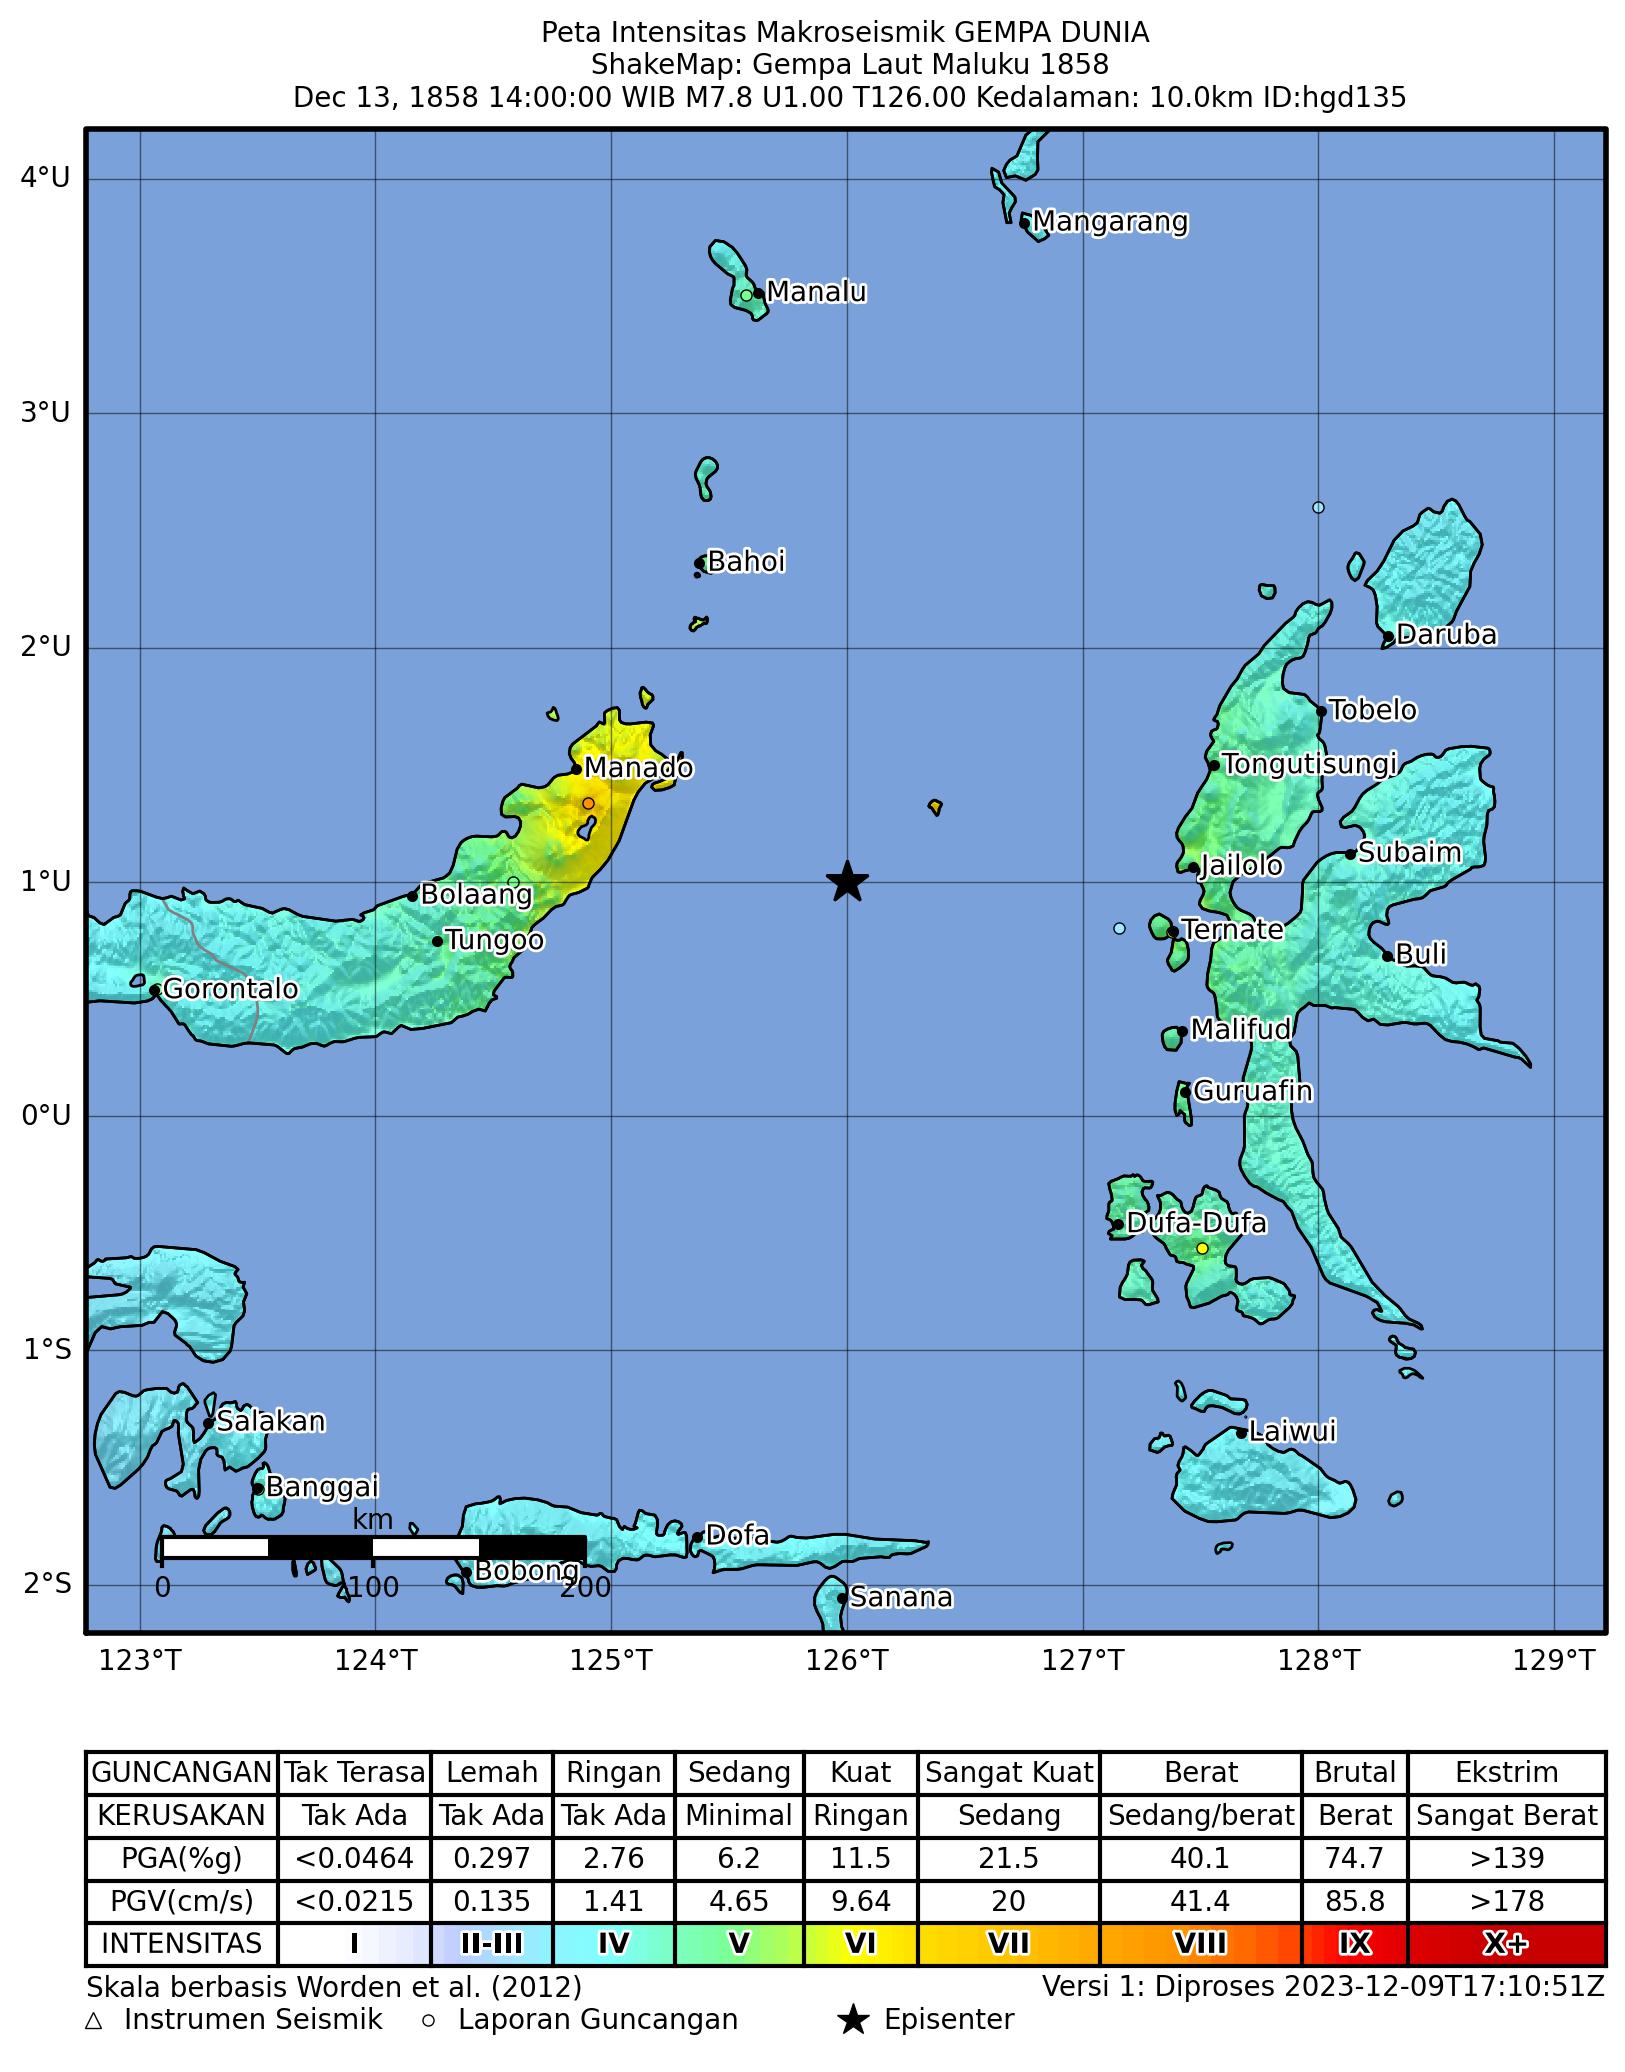 Peta Intensitas Makroseismik GEMPA DUNIA
ShakeMap: Gempa Laut Maluku 1858
Dec 13, 1858 14:00:00 WIB M7.8 U1.00 T126.00 Kedalaman: 10.0km ID:hgd135
4°U
Mangarang
Manalu
3°U
Bahoi
2°U
Daruba
Tobelo
Manado
Tongutisungi
Subaim
Jailolo
1°U
Bolaang
Ternate
Tungoo
Buli
Gorontalo
Malifud
Guruafin
0°U
Dufa-Dufa
1°S
Salakan
Laiwui
Banggai
km
Dofa
Bobong
2°S
0 100 200
Sanana
123°T 124°T 125°T 126°T 127°T 128°T 129°T
GUNCANGAN Tak Terasa Lemah Ringan Sedang Kuat Sangat Kuat Berat Brutal Ekstrim
KERUSAKAN Tak Ada Tak Ada Tak Ada Minimal Ringan Sedang Sedang/berat Berat Sangat Berat
PGA(%g) <0.0464 0.297 2.76 6.2 11.5 21.5 40.1 74.7 >139
PGV(cm/s) <0.0215 0.135 1.41 4.65 9.64 20 41.4 85.8 >178
INTENSITAS I II-III IV V VI VII VIII IX X+
Skala berbasis Worden et al. (2012) Versi 1: Diproses 2023-12-09T17:10:51Z
Instrumen Seismik Laporan Guncangan Episenter